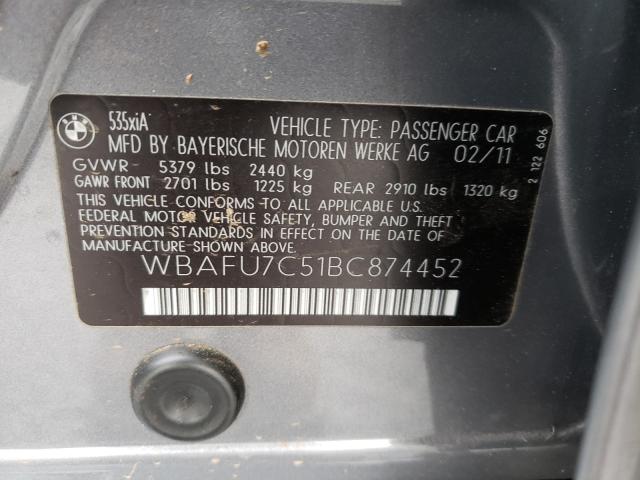 BMW
535xiA
VEHICLE TYPE: PASSENGER CAR
MFD BY BAYERISCHE MOTOREN WERKE AG 02/11
GVWR - 5379 lbs 2440 kg
GAWR FRONT 2701 lbs 1225 kg REAR 2910 lbs 1320 kg
THIS VEHICLE CONFORMS TO ALL APPLICABLE U.S.
FEDERAL MOTOR VEHICLE SAFETY, BUMPER AND THEFT
PREVENTION STANDARDS IN EFFECT ON THE DATE OF
MANUFACTURE SHOWN ABOVE.
WBAFU7C51BC874452
2 122 606